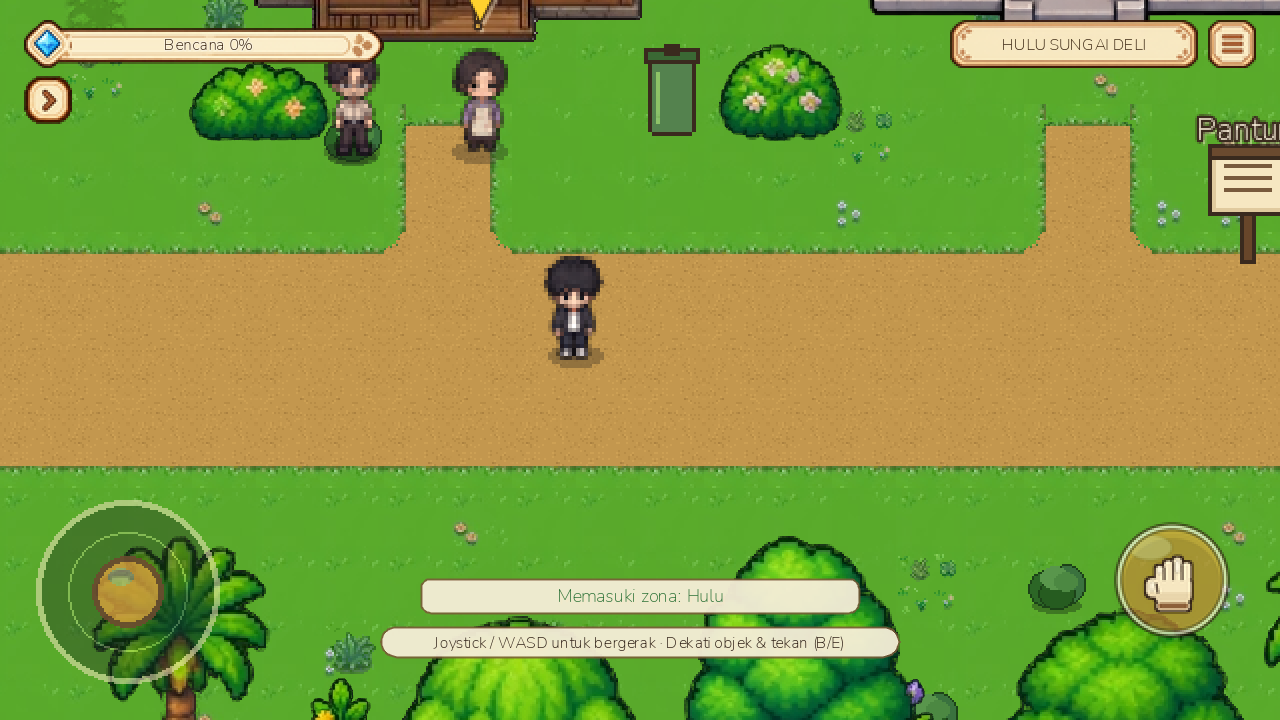 Bencana 0%
HULU SUNGAI DELI
Memasuki zona: Hulu
Joystick / WASD untuk bergerak · Dekati objek & tekan (B/E)